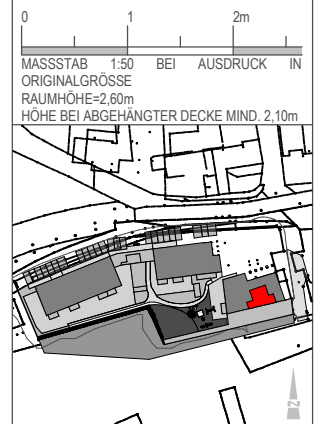 0 1 2m
MASSSTAB 1:50 BEI AUSDRUCK IN
ORIGINALGRÖSSE
RAUMHÖHE=2,60m
HÖHE BEI ABGEHÄNGTER DECKE MIND. 2,10m
N